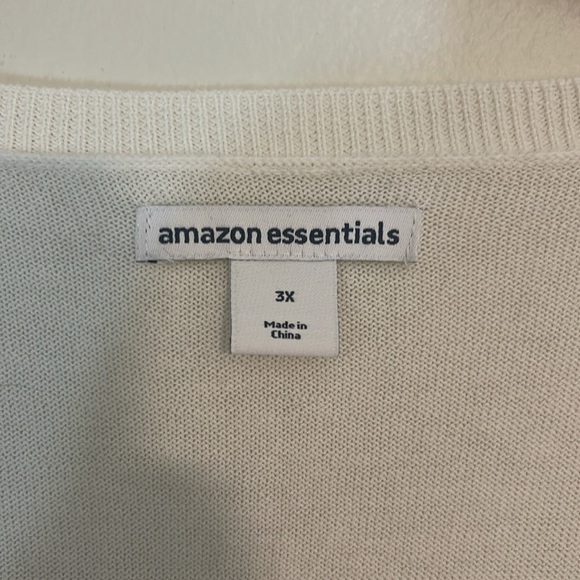 amazon essentials
3X
Made in
China